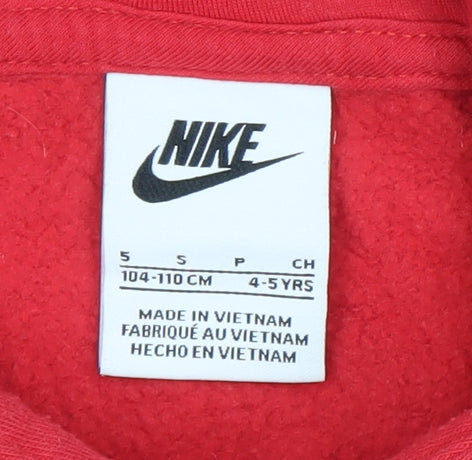 NIKE
5 S P CH
104-110 CM 4-5 YRS
MADE IN VIETNAM
FABRIQUÉ AU VIETNAM
HECHO EN VIETNAM